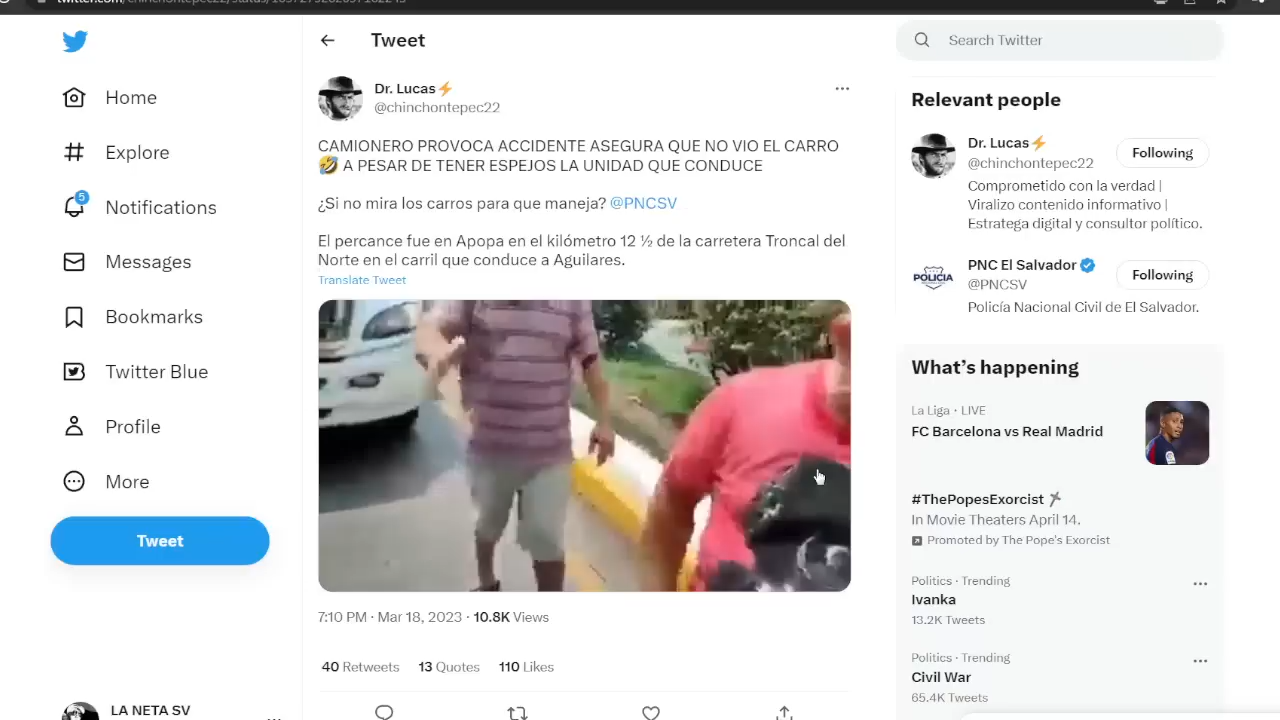 Home
Explore
5
Notifications
Messages
Bookmarks
Twitter Blue
Profile
More
Tweet
LA NETA SV
Tweet
Dr. Lucas⚡
@chinchontepec22
CAMIONERO PROVOCA ACCIDENTE ASEGURA QUE NO VIO EL CARRO
🤣 A PESAR DE TENER ESPEJOS LA UNIDAD QUE CONDUCE
¿Si no mira los carros para que maneja? @PNCSV
El percance fue en Apopa en el kilómetro 12 ½ de la carretera Troncal del
Norte en el carril que conduce a Aguilares.
Translate Tweet
7:10 PM · Mar 18, 2023 · 10.8K Views
40 Retweets 13 Quotes 110 Likes
Search Twitter
Relevant people
Dr. Lucas⚡
@chinchontepec22
Following
Comprometido con la verdad |
Viralizo contenido informativo |
Estratega digital y consultor político.
POLICIA
PNC El Salvador
@PNCSV
Following
Policía Nacional Civil de El Salvador.
What's happening
La Liga · LIVE
FC Barcelona vs Real Madrid
#ThePopesExorcist
In Movie Theaters April 14.
Promoted by The Pope's Exorcist
Politics · Trending
Ivanka
13.2K Tweets
Politics · Trending
Civil War
65.4K Tweets